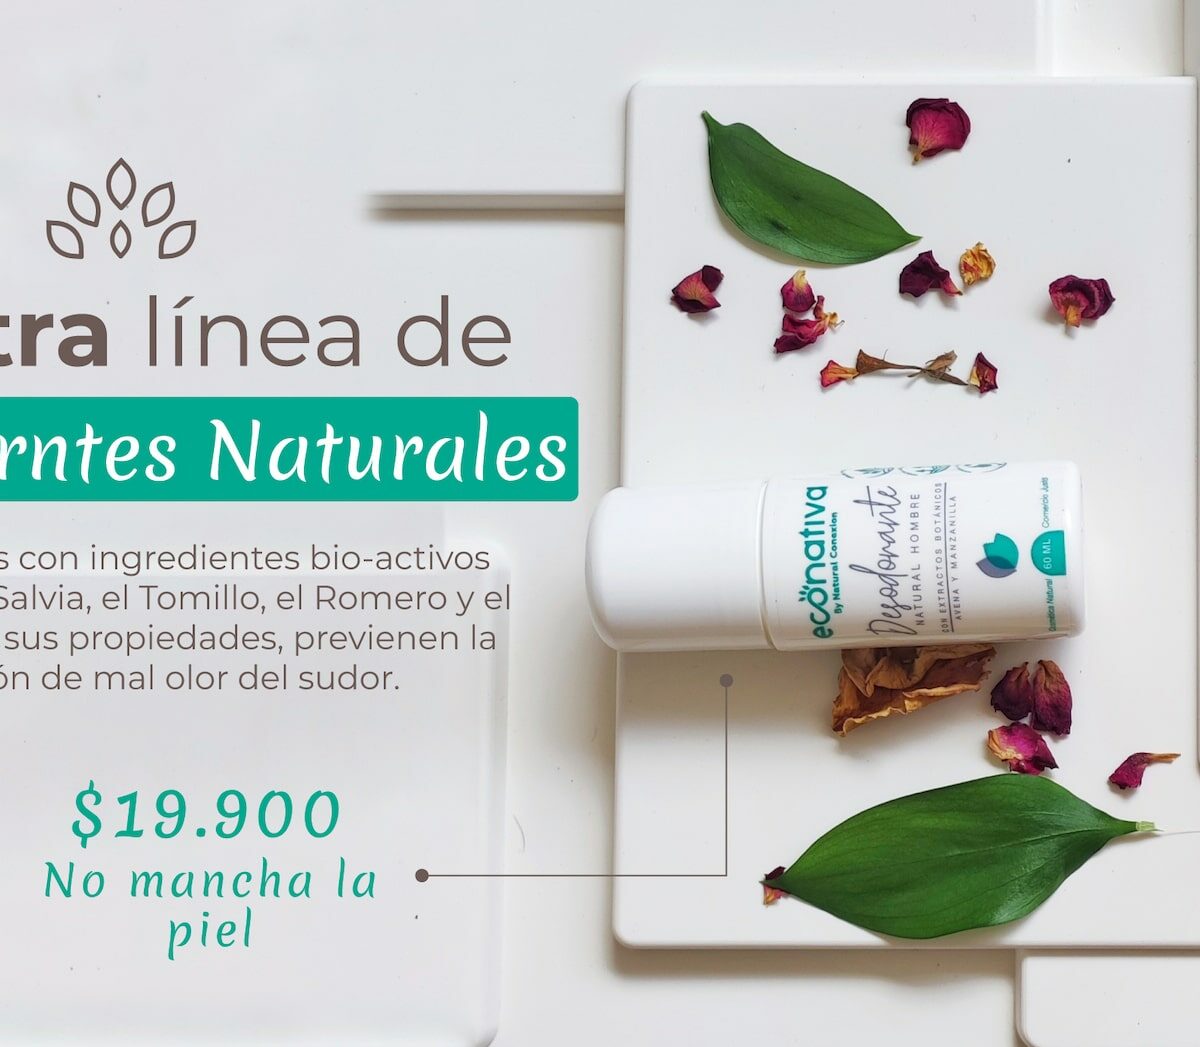 tra línea de
rntes Naturales
s con ingredientes bio-activos
Salvia, el Tomillo, el Romero y el
sus propiedades, previenen la
ón de mal olor del sudor.
$19.900
No mancha la
piel
econativa
By Natural Conexion
Desodorante
NATURAL HOMBRE
CON EXTRACTOS BOTÁNICOS
AVENA Y MANZANILLA
Cosmética Natural
60 ML
Comercio Justo